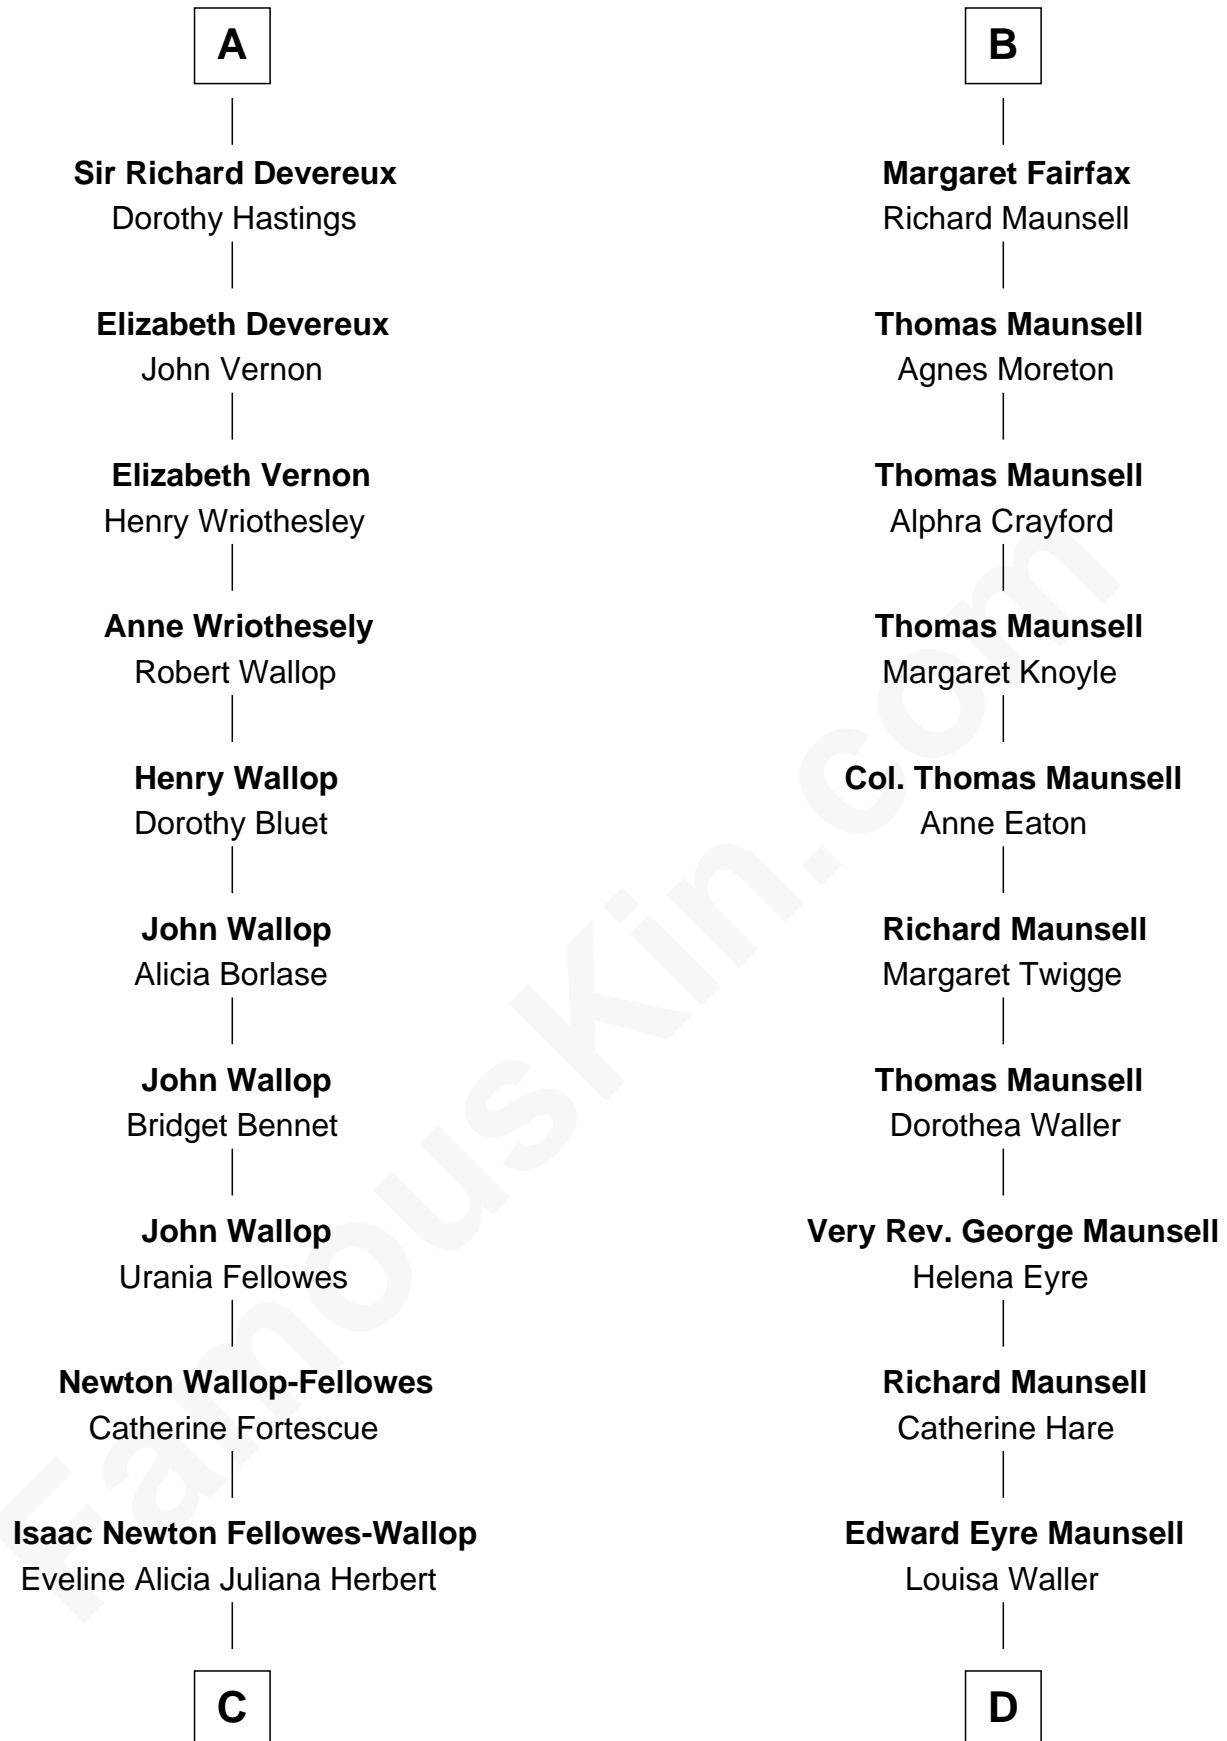 A
Sir Richard Devereux
Dorothy Hastings
Elizabeth Devereux
John Vernon
Elizabeth Vernon
Henry Wriothesley
Anne Wriothesely
Robert Wallop
Henry Wallop
Dorothy Bluet
John Wallop
Alicia Borlase
John Wallop
Bridget Bennet
John Wallop
Urania Fellowes
Newton Wallop-Fellowes
Catherine Fortescue
Isaac Newton Fellowes-Wallop
Eveline Alicia Juliana Herbert
C
B
Margaret Fairfax
Richard Maunsell
Thomas Maunsell
Agnes Moreton
Thomas Maunsell
Alphra Crayford
Thomas Maunsell
Margaret Knoyle
Col. Thomas Maunsell
Anne Eaton
Richard Maunsell
Margaret Twigge
Thomas Maunsell
Dorothea Waller
Very Rev. George Maunsell
Helena Eyre
Richard Maunsell
Catherine Hare
Edward Eyre Maunsell
Louisa Waller
D
FamousKin.com